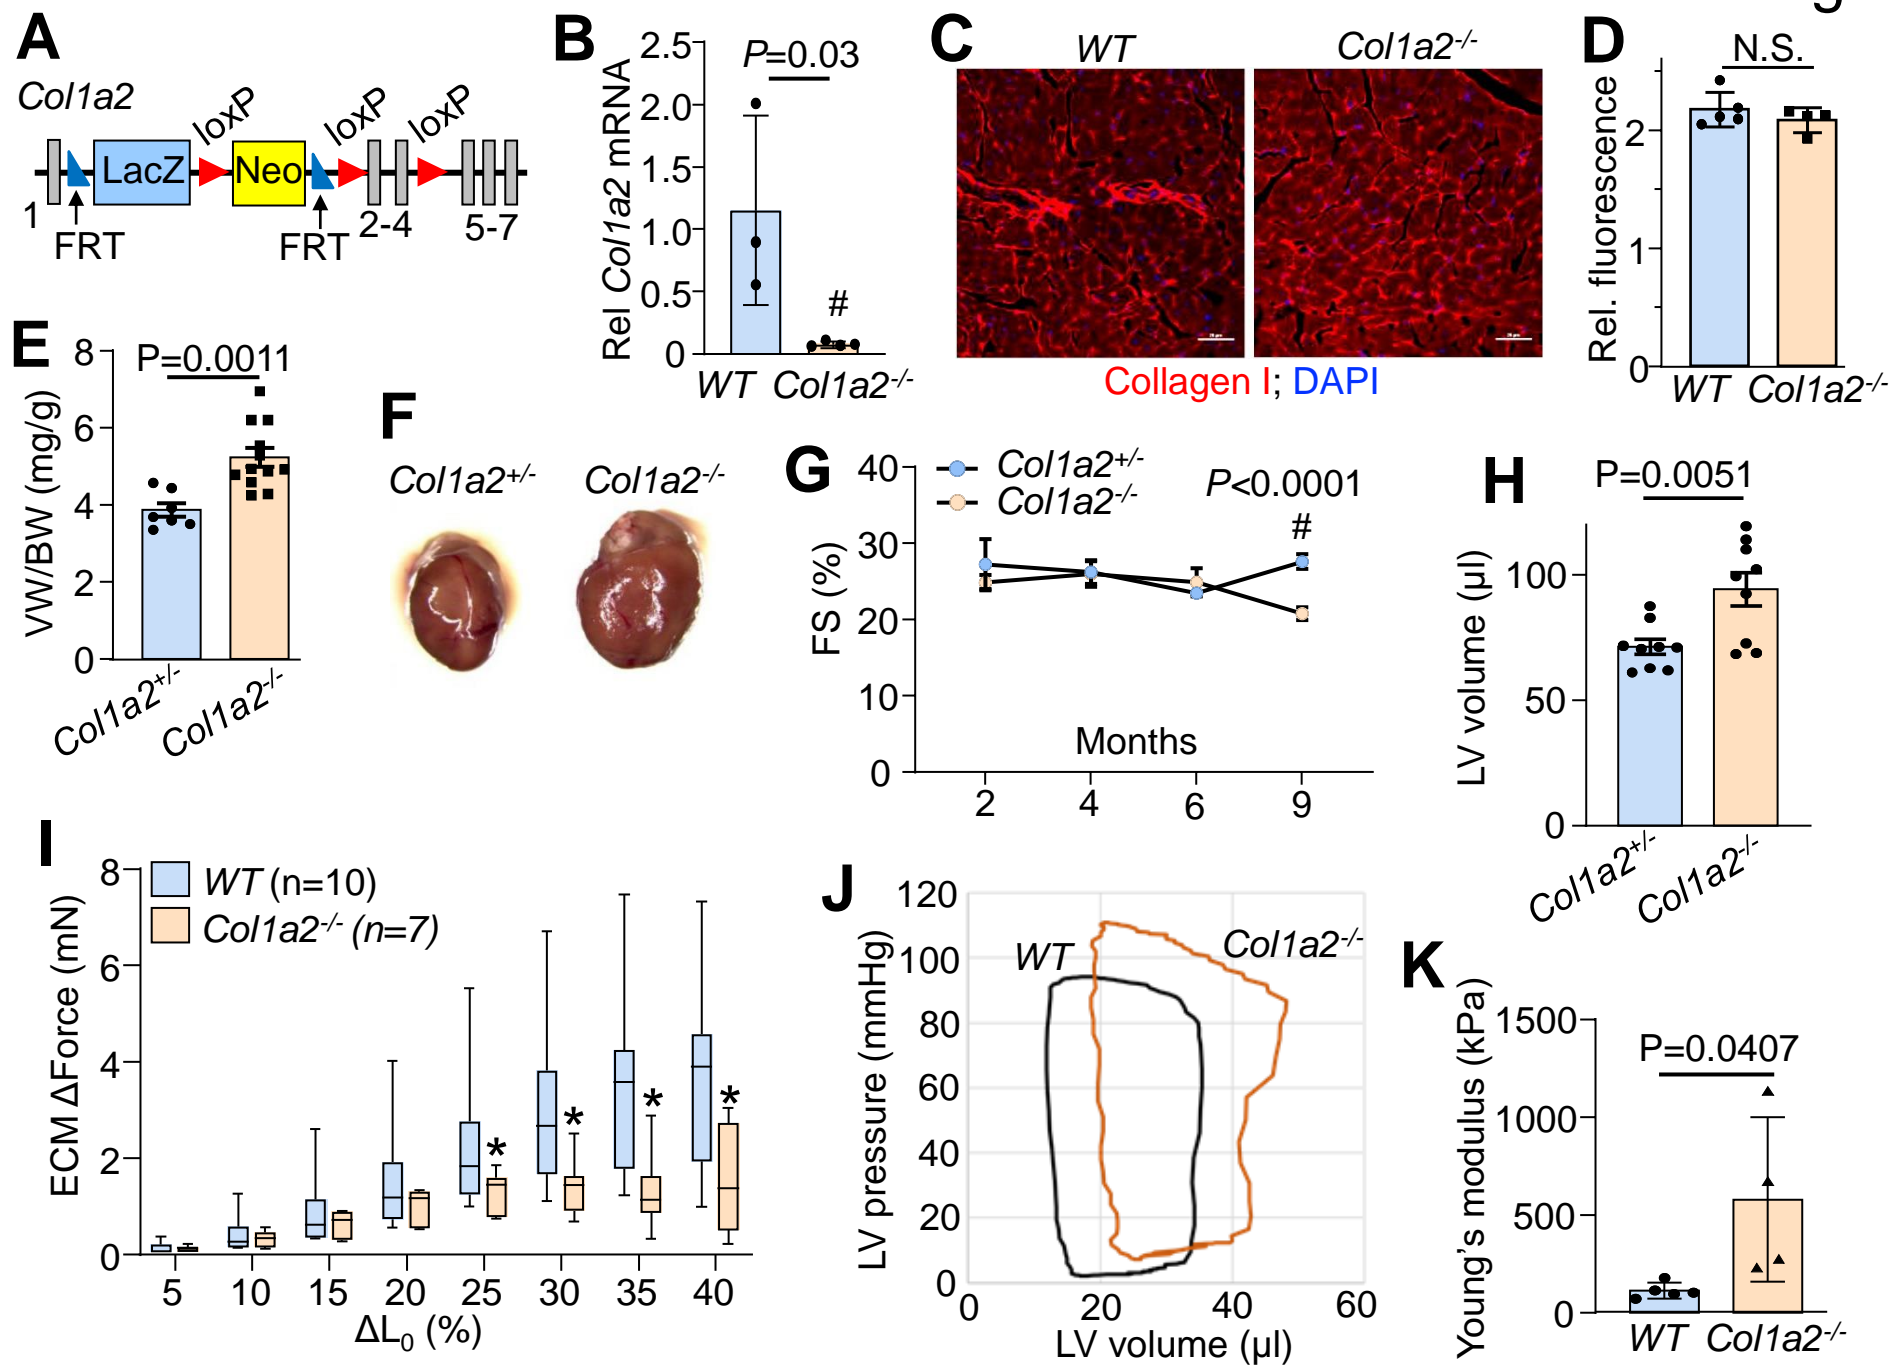 A
Col1a2
loxP
loxP
loxP
LacZ
Neo
1
FRT
FRT
2-4
5-7
B
Rel Col1a2 mRNA
2.5
2.0
1.5
1.0
0.5
0
P=0.03
#
WT
Col1a2-/-
C
WT
Col1a2-/-
Collagen I; DAPI
D
Rel. fluorescence
2
1
0
N.S.
WT
Col1a2-/-
E
VW/BW (mg/g)
8
6
4
2
0
P=0.0011
Col1a2+/-
Col1a2-/-
F
Col1a2+/-
Col1a2-/-
G
FS (%)
40
30
20
10
0
Col1a2+/-
Col1a2-/-
P<0.0001
#
Months
2
4
6
9
H
LV volume (µl)
100
50
0
P=0.0051
Col1a2+/-
Col1a2-/-
I
ECM ΔForce (mN)
8
6
4
2
0
WT (n=10)
Col1a2-/- (n=7)
*
*
*
*
5
10
15
20
25
30
35
40
ΔL0 (%)
J
LV pressure (mmHg)
120
100
80
60
40
20
0
WT
Col1a2-/-
0
20
40
60
LV volume (µl)
K
Young's modulus (kPa)
1500
1000
500
0
P=0.0407
WT
Col1a2-/-